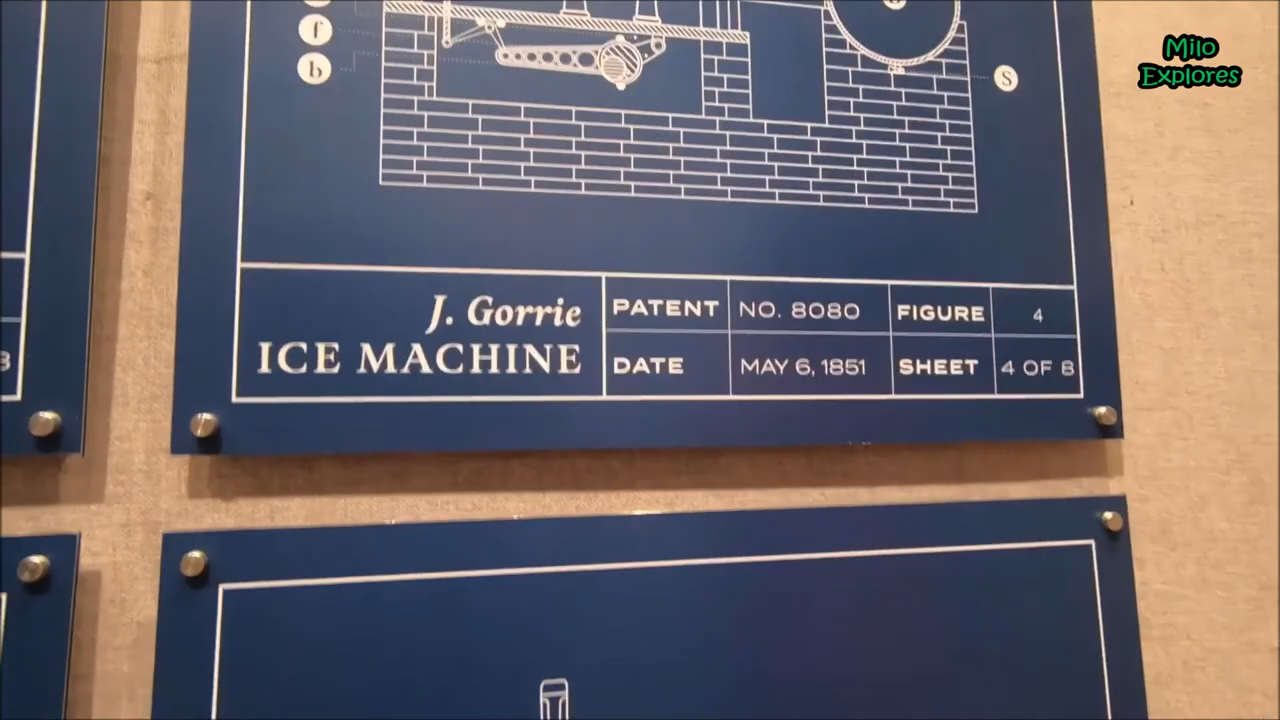 Milo
Explores
f
b
S
J. Gorrie
ICE MACHINE
PATENT
NO. 8080
FIGURE
4
DATE
MAY 6, 1851
SHEET
4 OF 8